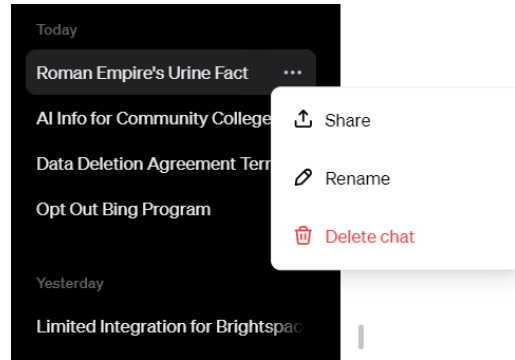 Today
Roman Empire's Urine Fact
AI Info for Community College
Data Deletion Agreement Terr
Opt Out Bing Program
Yesterday
Limited Integration for Brightspac
Share
Rename
Delete chat